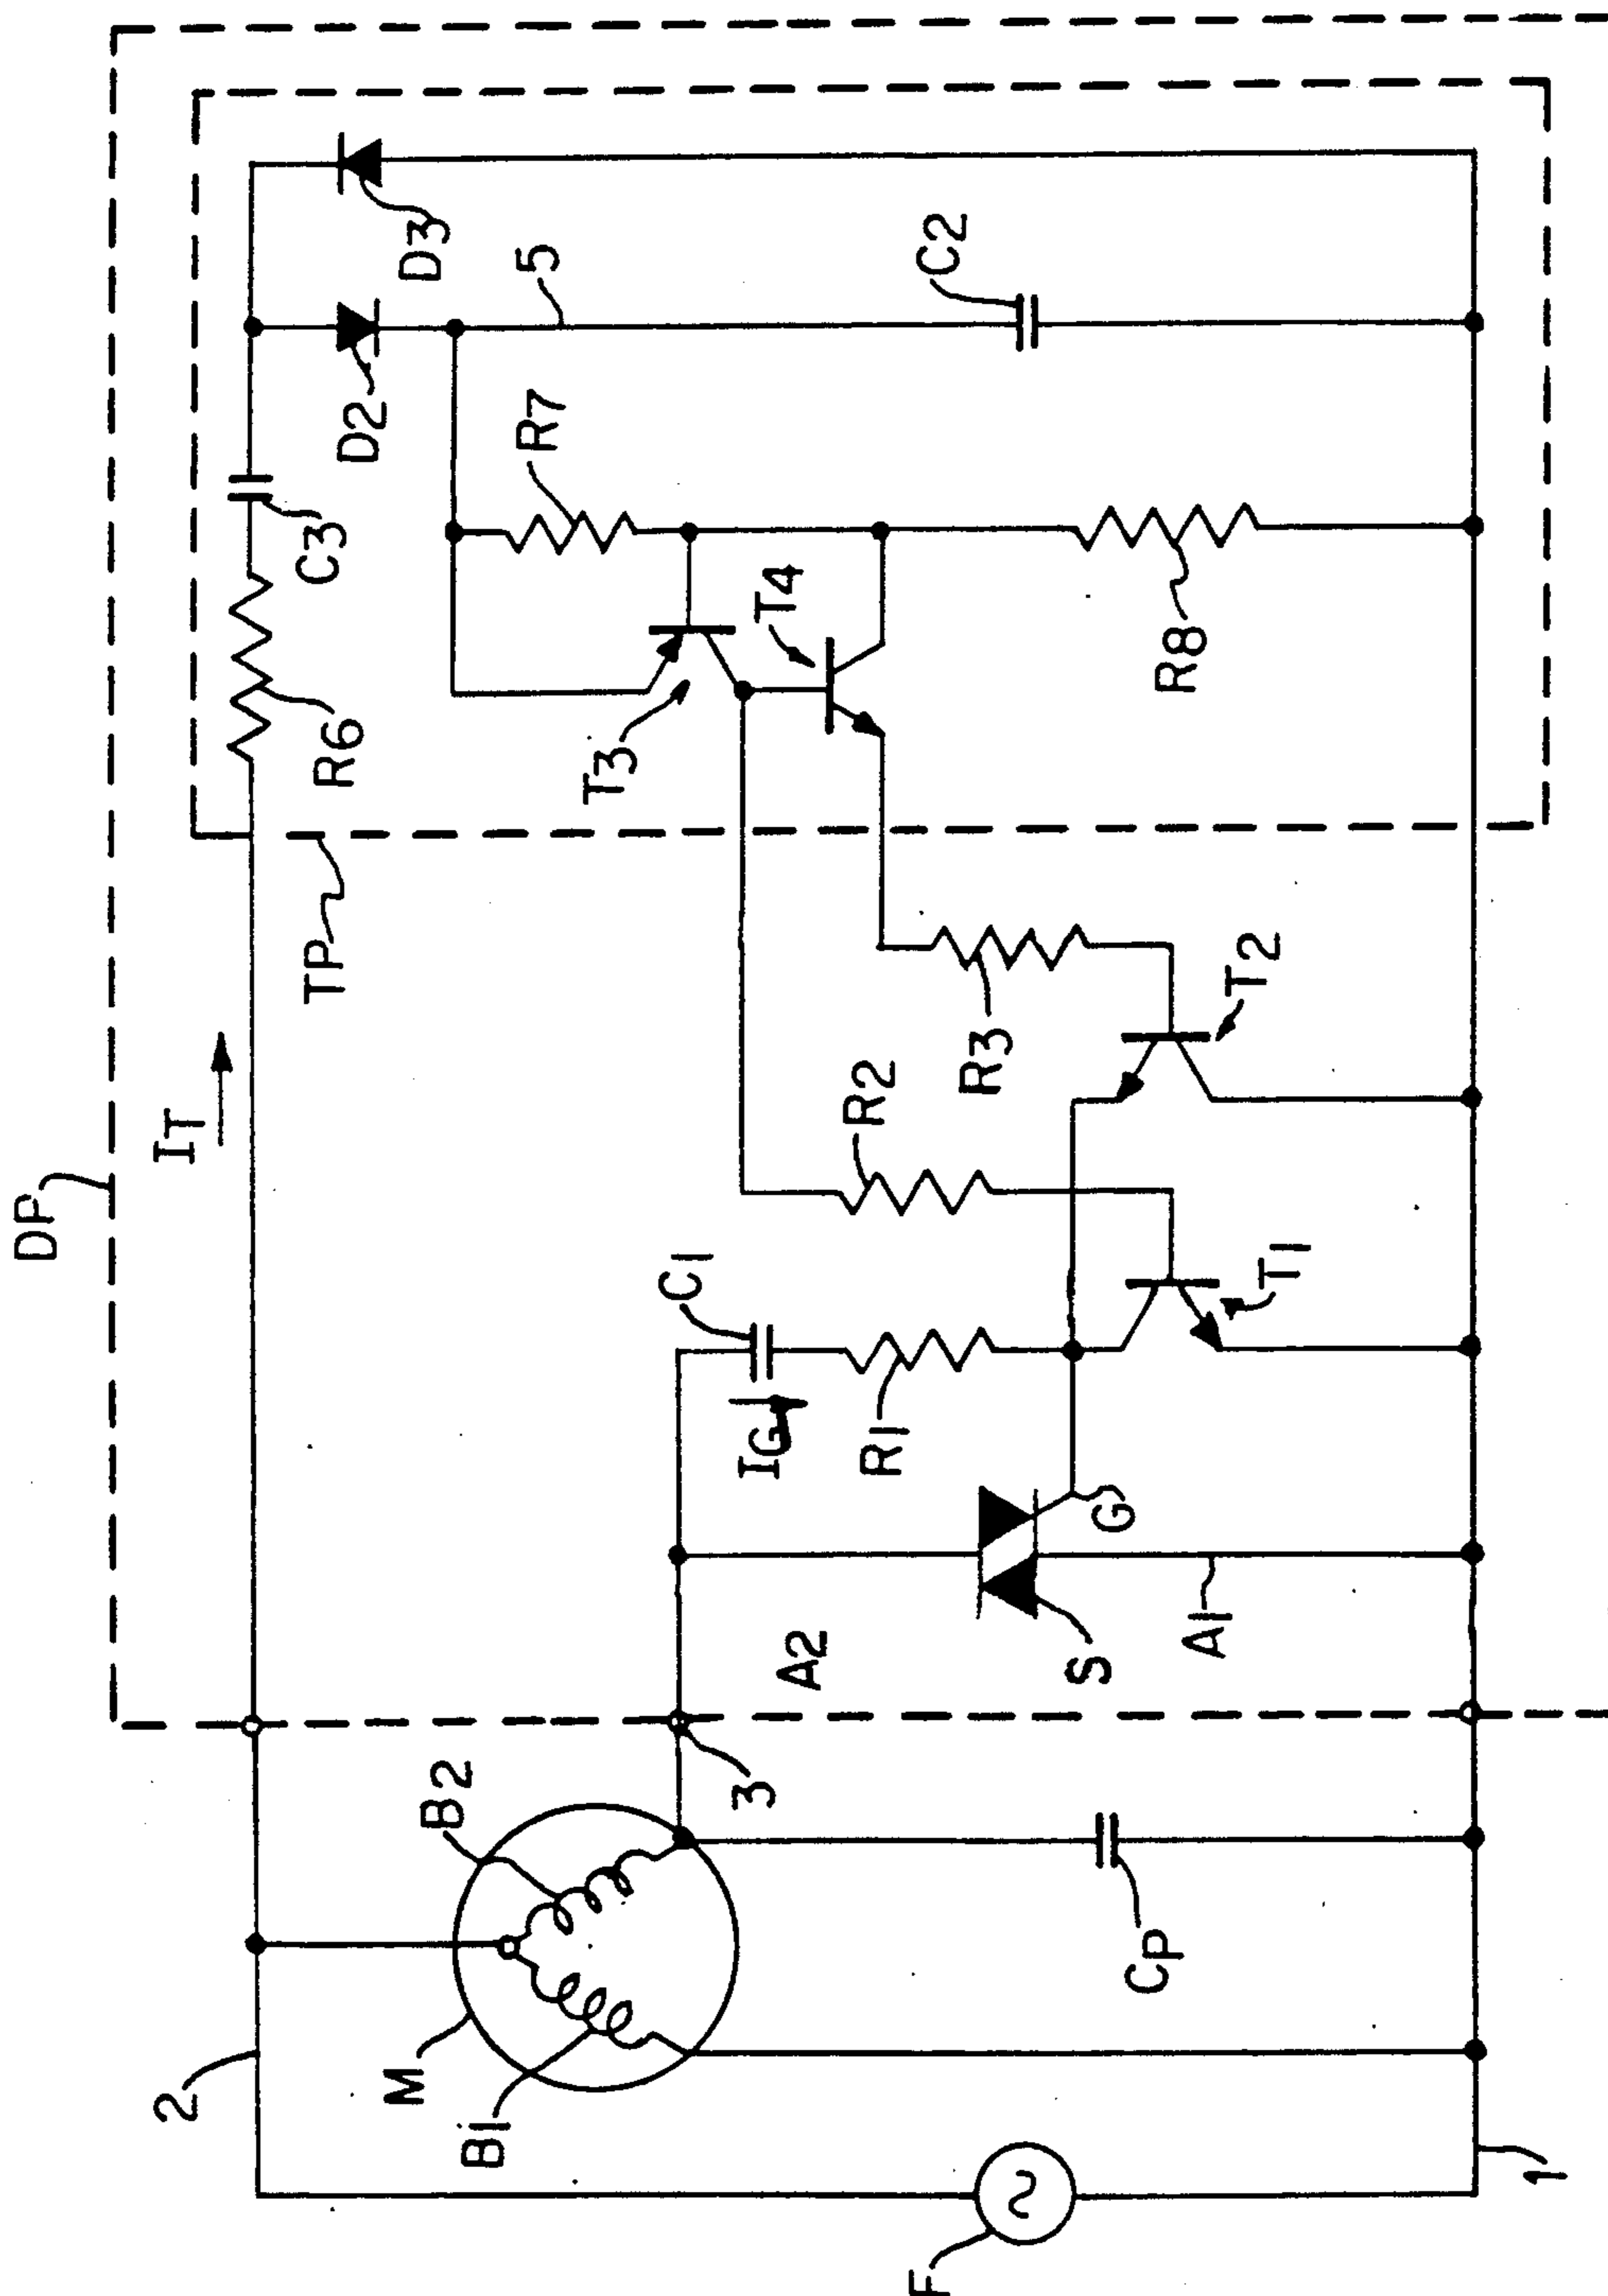 DP
IT
TP
R6
C3
D2
D3
5
R7
T3
T4
C2
R8
R2
R3
T2
C1
IG
R1
T1
G
A2
S
A1
3
B2
M
B1
2
CP
F
1